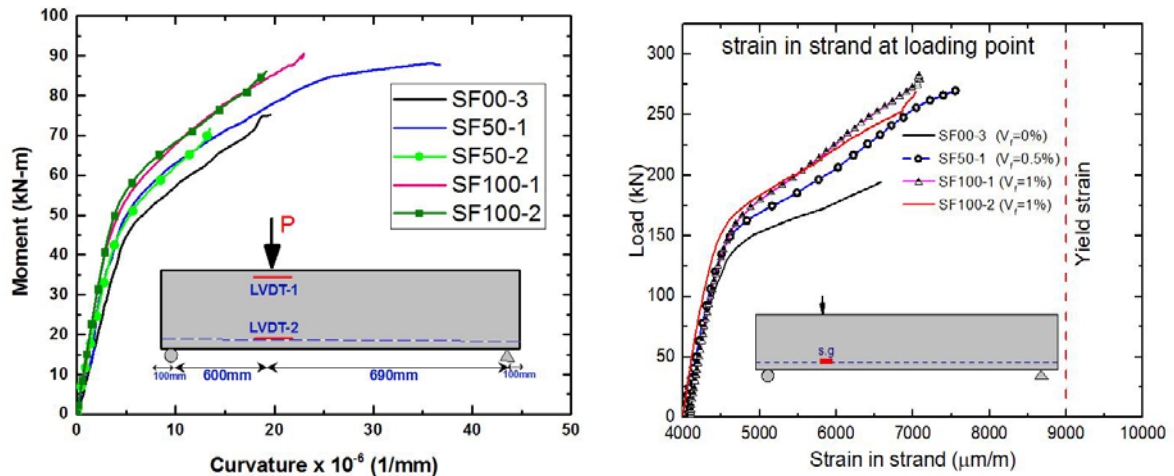 100
90
80
70
60
50
40
30
20
10
0
Moment (kN-m)
SF00-3
SF50-1
SF50-2
SF100-1
SF100-2
P
LVDT-1
LVDT-2
100mm
600mm
690mm
100mm
0 10 20 30 40 50
Curvature x 10⁻⁶ (1/mm)
strain in strand at loading point
300
250
200
150
100
50
0
Load (kN)
SF00-3 (Vf=0%)
SF50-1 (Vf=0.5%)
SF100-1 (Vf=1%)
SF100-2 (Vf=1%)
Yield strain
s.g
4000 5000 6000 7000 8000 9000 10000
Strain in strand (μm/m)